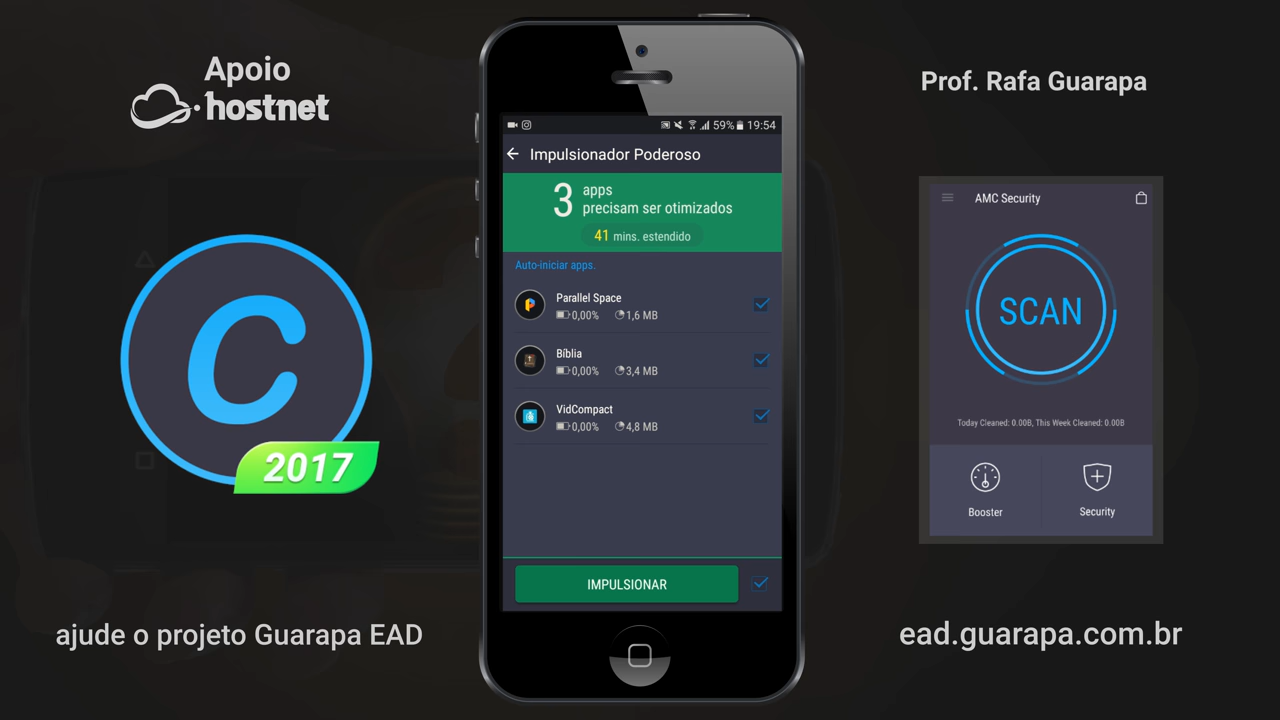 Apoio
hostnet
C
2017
ajude o projeto Guarapa EAD
59% 19:54
Impulsionador Poderoso
3 apps
precisam ser otimizados
41 mins. estendido
Auto-iniciar apps.
Parallel Space
0,00% 1,6 MB
Bíblia
0,00% 3,4 MB
VidCompact
0,00% 4,8 MB
IMPULSIONAR
Prof. Rafa Guarapa
AMC Security
SCAN
Today Cleaned: 0.00B, This Week Cleaned: 0.00B
Booster
Security
ead.guarapa.com.br